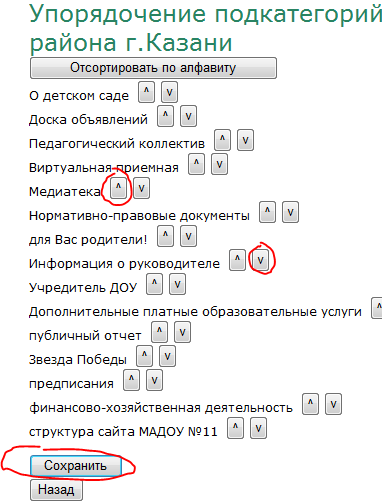 Упорядочение подкатегорий
района г.Казани
Отсортировать по алфавиту
О детском саде ^ v
Доска объявлений ^ v
Педагогический коллектив ^ v
Виртуальная приемная ^ v
Медиатека ^ v
Нормативно-правовые документы ^ v
для Вас родители! ^ v
Информация о руководителе ^ v
Учредитель ДОУ ^ v
Дополнительные платные образовательные услуги ^
публичный отчет ^ v
Звезда Победы ^ v
предписания ^ v
финансово-хозяйственная деятельность ^ v
структура сайта МАДОУ №11 ^ v
Сохранить
Назад